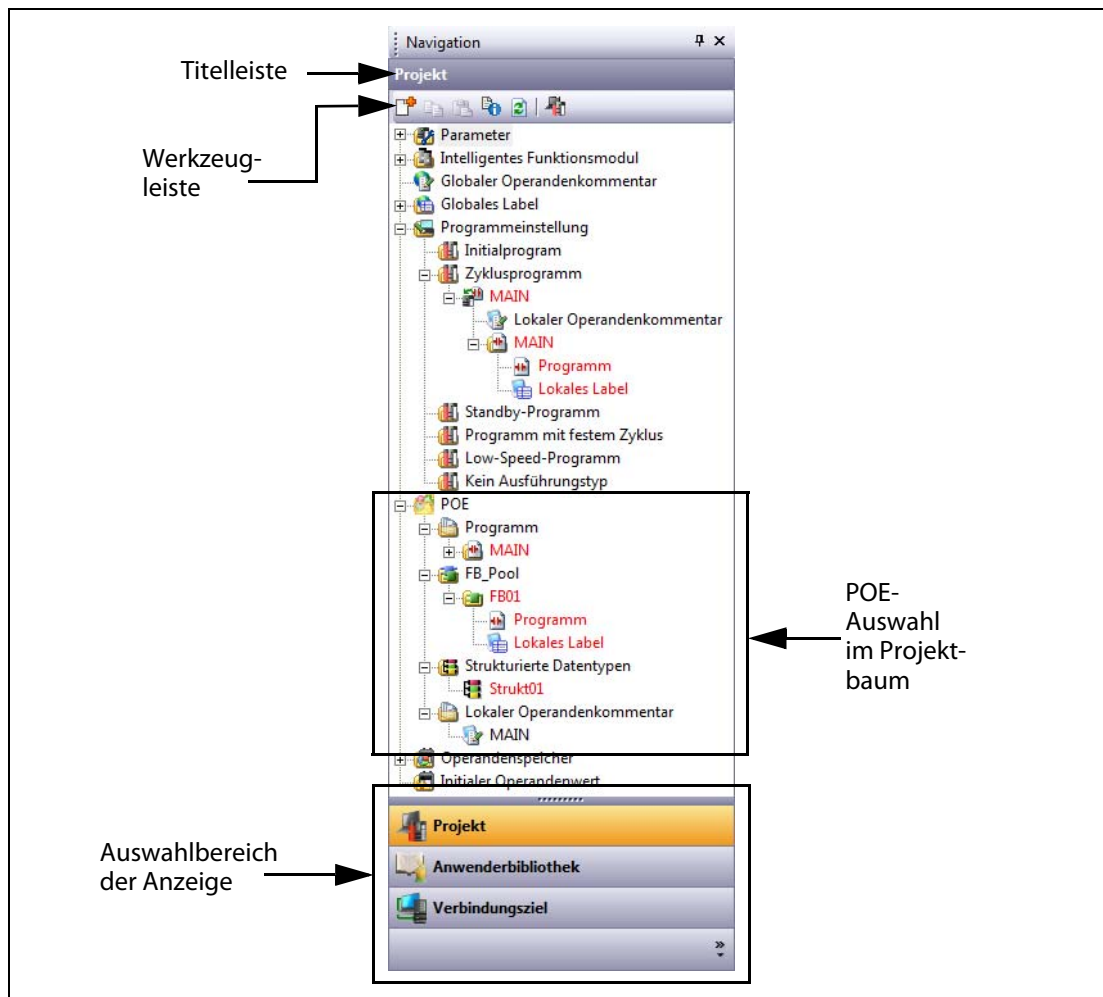 Navigation
Titelleiste
Projekt
Werkzeug-
leiste
Parameter
Intelligentes Funktionsmodul
Globaler Operandenkommentar
Globales Label
Programmeinstellung
Initialprogram
Zyklusprogramm
MAIN
Lokaler Operandenkommentar
MAIN
Programm
Lokales Label
Standby-Programm
Programm mit festem Zyklus
Low-Speed-Programm
Kein Ausführungstyp
POE
Programm
MAIN
FB_Pool
FB01
Programm
Lokales Label
Strukturierte Datentypen
Strukt01
Lokaler Operandenkommentar
MAIN
POE-
Auswahl
im Projekt-
baum
Operandenspeicher
Initialer Operandenwert
Projekt
Auswahlbereich
der Anzeige
Anwenderbibliothek
Verbindungsziel